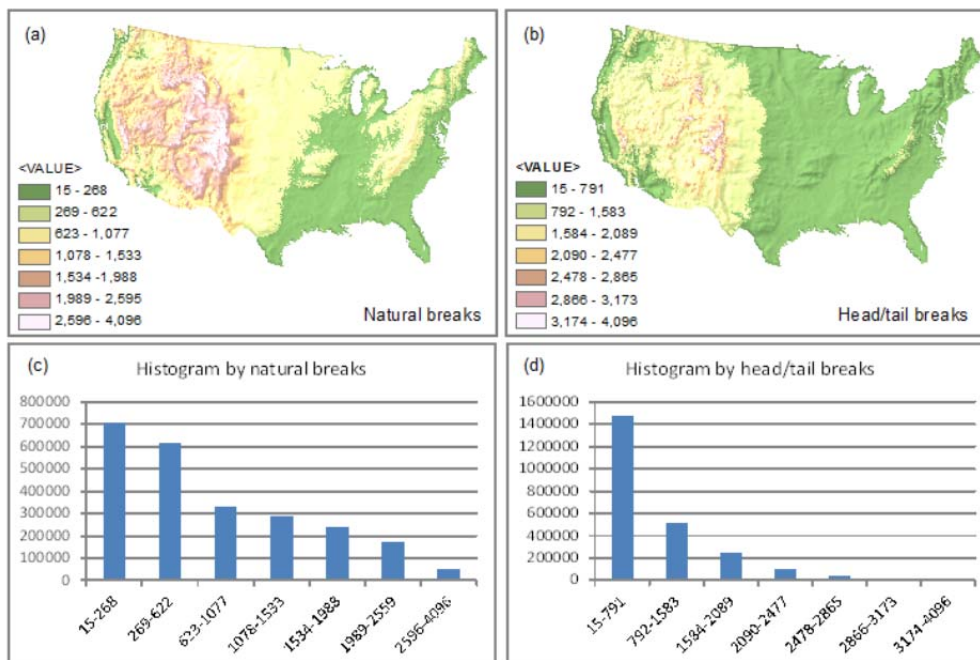 (a)
<VALUE>
15 - 268
269 - 622
623 - 1,077
1,078 - 1,533
1,534 -1,988
1,989 - 2,595
2,596 - 4,096
Natural breaks
(b)
<VALUE>
15 - 791
792 - 1,583
1,584 - 2,089
2,090 - 2,477
2,478 - 2,865
2,866 - 3,173
3,174 - 4,096
Head/tail breaks
(c)
Histogram by natural breaks
800000
700000
600000
500000
400000
300000
200000
100000
0
15-268
269-622
623-1077
1078-1533
1534-1988
1989-2559
2596-4096
(d)
Histogram by head/tail breaks
1600000
1400000
1200000
1000000
800000
600000
400000
200000
0
15-791
792-1583
1584-2089
2090-2477
2478-2865
2866-3173
3174-4096